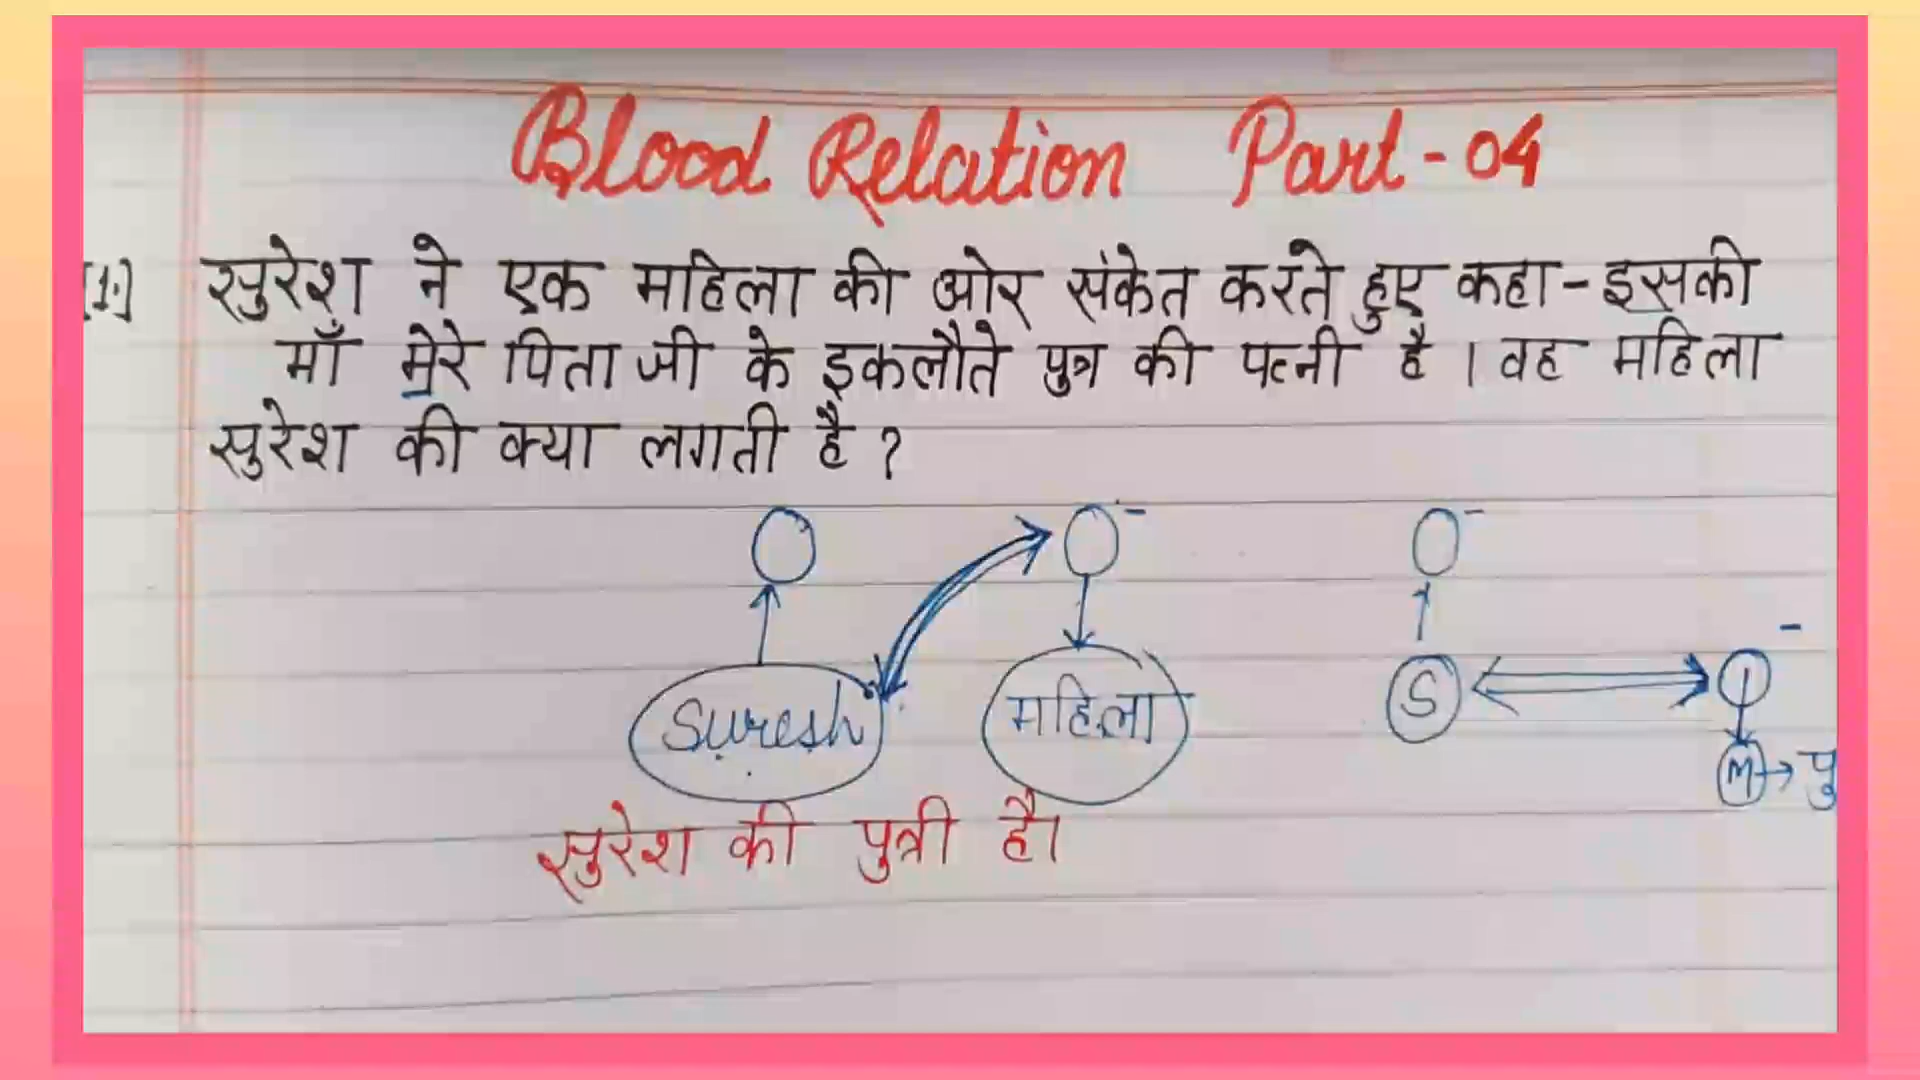 Blood Relation Part-04
[1.] सुरेश ने एक महिला की ओर संकेत करते हुए कहा - इसकी
माँ मेरे पिता जी के इकलौते पुत्र की पत्नी है । वह महिला
सुरेश की क्या लगती है ?
Suresh महिला S
M → पु
सुरेश की पुत्री है।